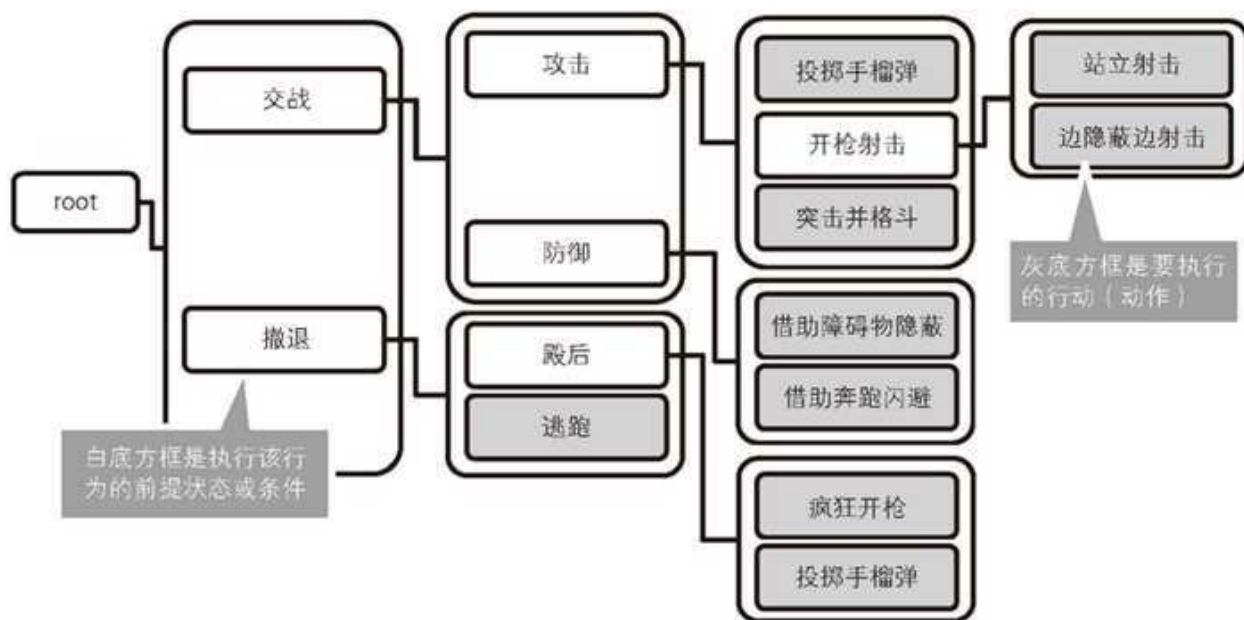 root
交战
撤退
白底方框是执行该行
为的前提状态或条件
攻击
防御
殿后
逃跑
投掷手榴弹
开枪射击
突击并格斗
借助障碍物隐蔽
借助奔跑闪避
疯狂开枪
投掷手榴弹
站立射击
边隐蔽边射击
灰底方框是要执行
的行动（动作）